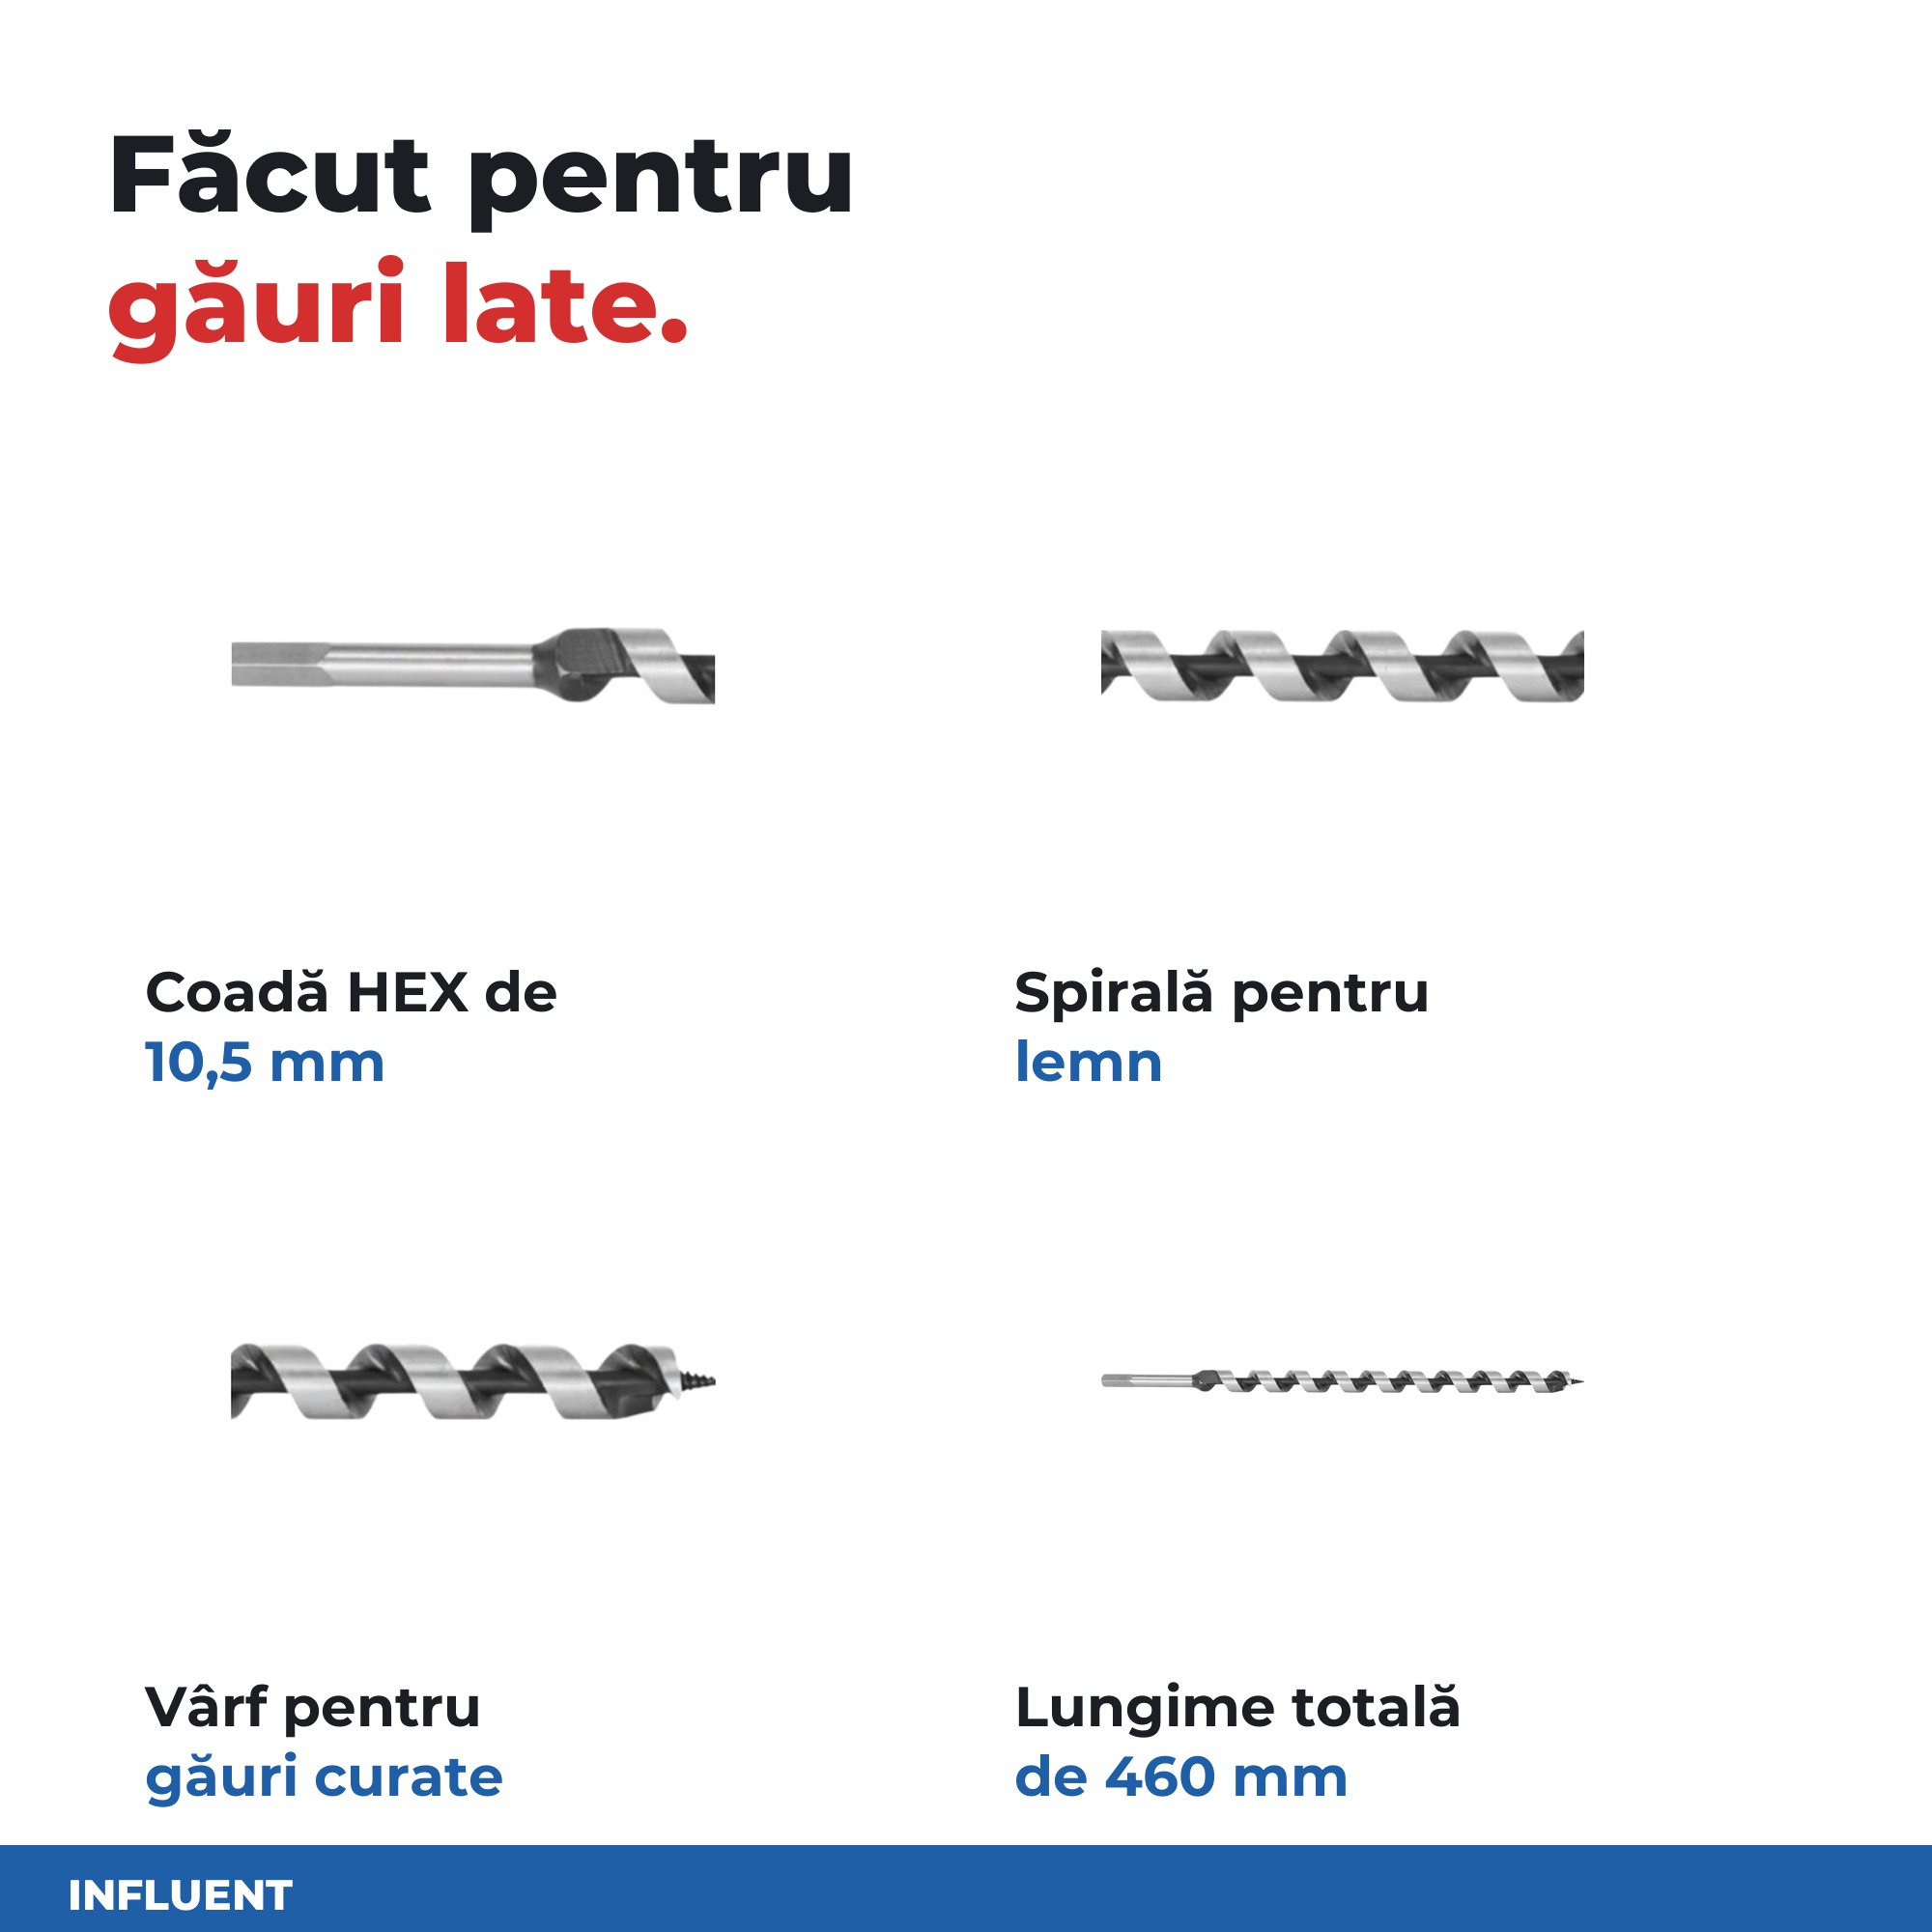 Făcut pentru
găuri late.
Coadă HEX de
10,5 mm
Spirală pentru
lemn
Vârf pentru
găuri curate
Lungime totală
de 460 mm
INFLUENT